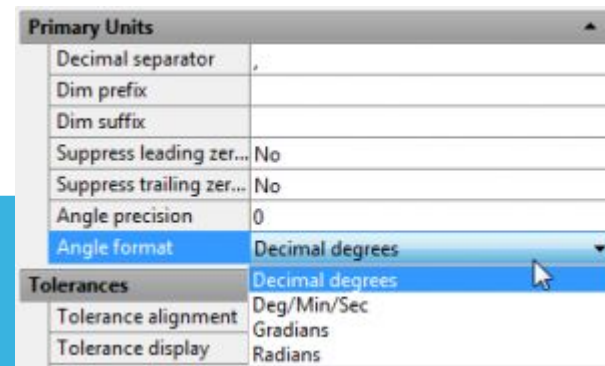 Primary Units
Decimal separator ,
Dim prefix
Dim suffix
Suppress leading zer... No
Suppress trailing zer... No
Angle precision 0
Angle format Decimal degrees
Tolerances Decimal degrees
Tolerance alignment Deg/Min/Sec
Gradians
Tolerance display Radians